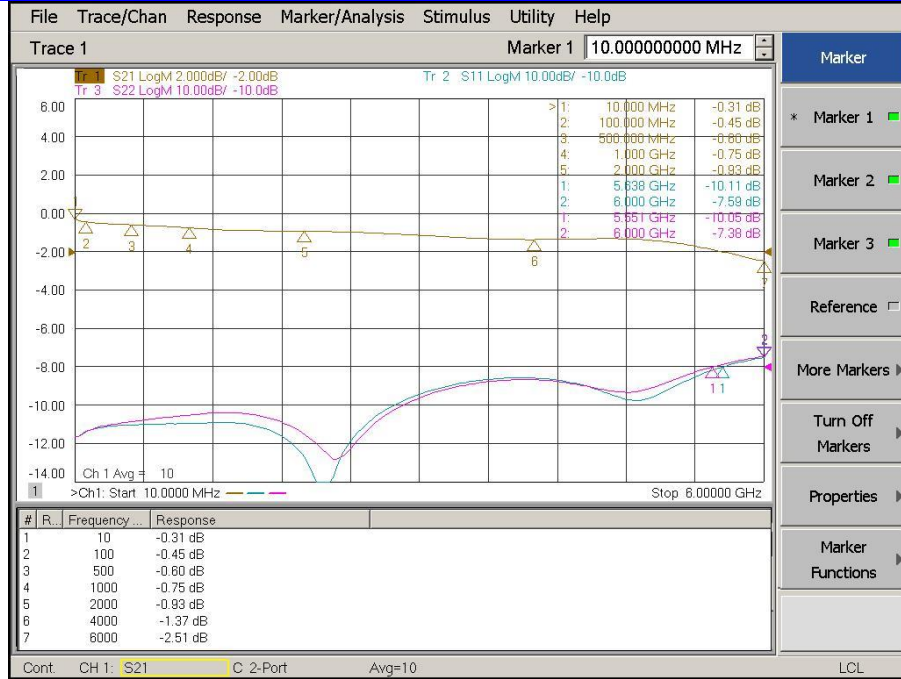 File Trace/Chan Response Marker/Analysis Stimulus Utility Help
Trace 1 Marker 1 10.000000000 MHz
Marker
Tr 1 S21 LogM 2.000dB/ -2.00dB Tr 2 S11 LogM 10.00dB/ -10.0dB
Tr 3 S22 LogM 10.00dB/ -10.0dB
6.00
4.00
2.00
0.00
-2.00
-4.00
-6.00
-8.00
-10.00
-12.00
-14.00
>1: 10.000 MHz -0.31 dB
2: 100.000 MHz -0.45 dB
3: 500.000 MHz -0.60 dB
4: 1.000 GHz -0.75 dB
5: 2.000 GHz -0.93 dB
1: 5.638 GHz -10.11 dB
2: 6.000 GHz -7.59 dB
1: 5.551 GHz -10.05 dB
2: 6.000 GHz -7.38 dB
1
2
3
4
5
6
7
1 1
Ch 1 Avg = 10
1 >Ch1: Start 10.0000 MHz Stop 6.00000 GHz
# R... Frequency ... Response
1 10 -0.31 dB
2 100 -0.45 dB
3 500 -0.60 dB
4 1000 -0.75 dB
5 2000 -0.93 dB
6 4000 -1.37 dB
7 6000 -2.51 dB
* Marker 1
Marker 2
Marker 3
Reference
More Markers
Turn Off
Markers
Properties
Marker
Functions
Cont. CH 1: S21 C 2-Port Avg=10 LCL